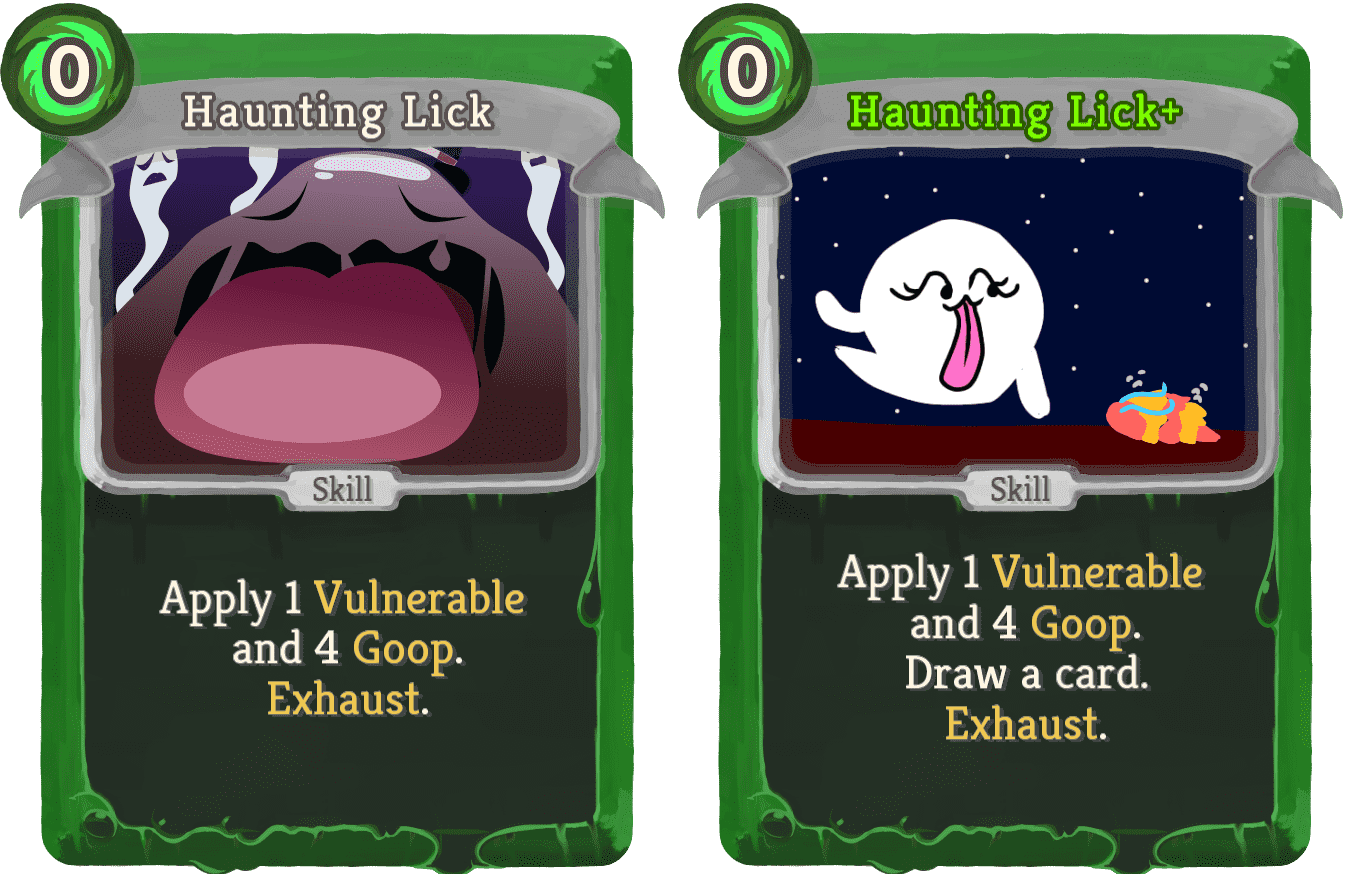 0
Haunting Lick
Skill
Apply 1 Vulnerable
and 4 Goop.
Exhaust.
0
Haunting Lick+
Skill
Apply 1 Vulnerable
and 4 Goop.
Draw a card.
Exhaust.